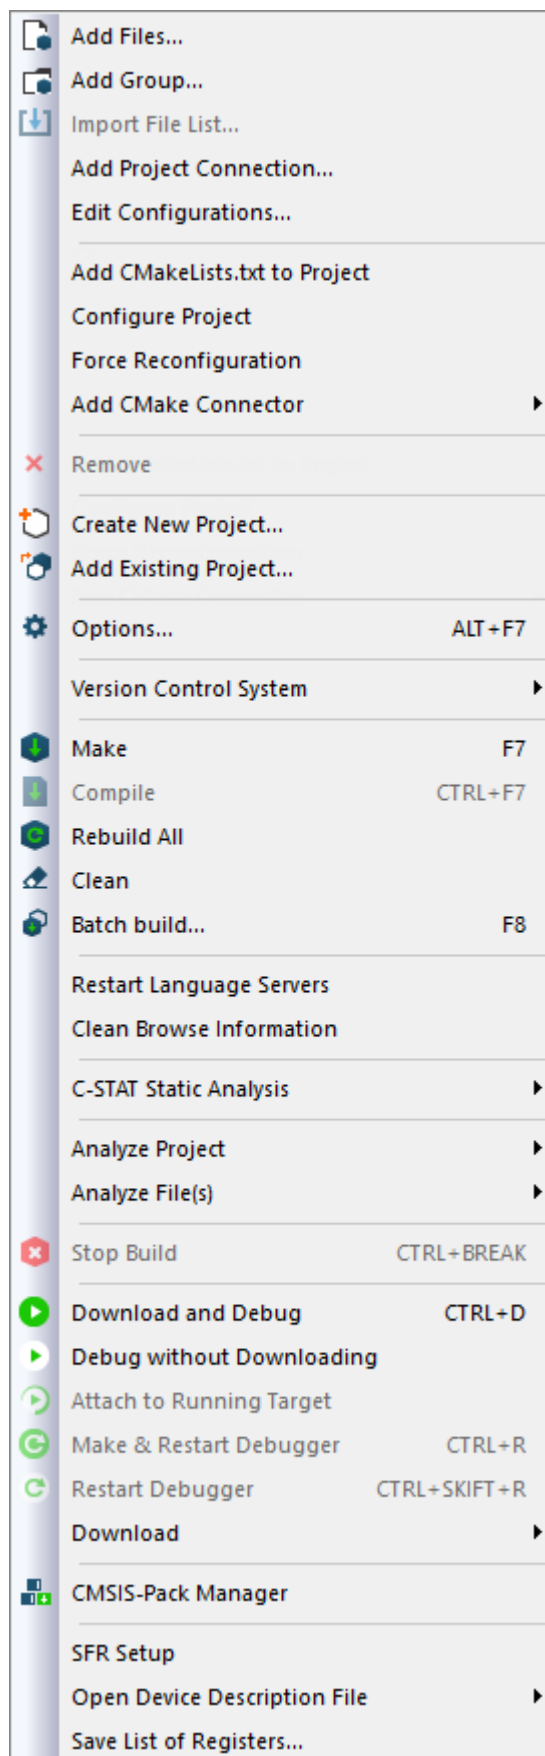 Add Files...
Add Group...
Import File List...
Add Project Connection...
Edit Configurations...
Add CMakeLists.txt to Project
Configure Project
Force Reconfiguration
Add CMake Connector
Remove
Create New Project...
Add Existing Project...
Options... ALT+F7
Version Control System
Make F7
Compile CTRL+F7
Rebuild All
Clean
Batch build... F8
Restart Language Servers
Clean Browse Information
C-STAT Static Analysis
Analyze Project
Analyze File(s)
Stop Build CTRL+BREAK
Download and Debug CTRL+D
Debug without Downloading
Attach to Running Target
Make & Restart Debugger CTRL+R
Restart Debugger CTRL+SKIFT+R
Download
CMSIS-Pack Manager
SFR Setup
Open Device Description File
Save List of Registers...